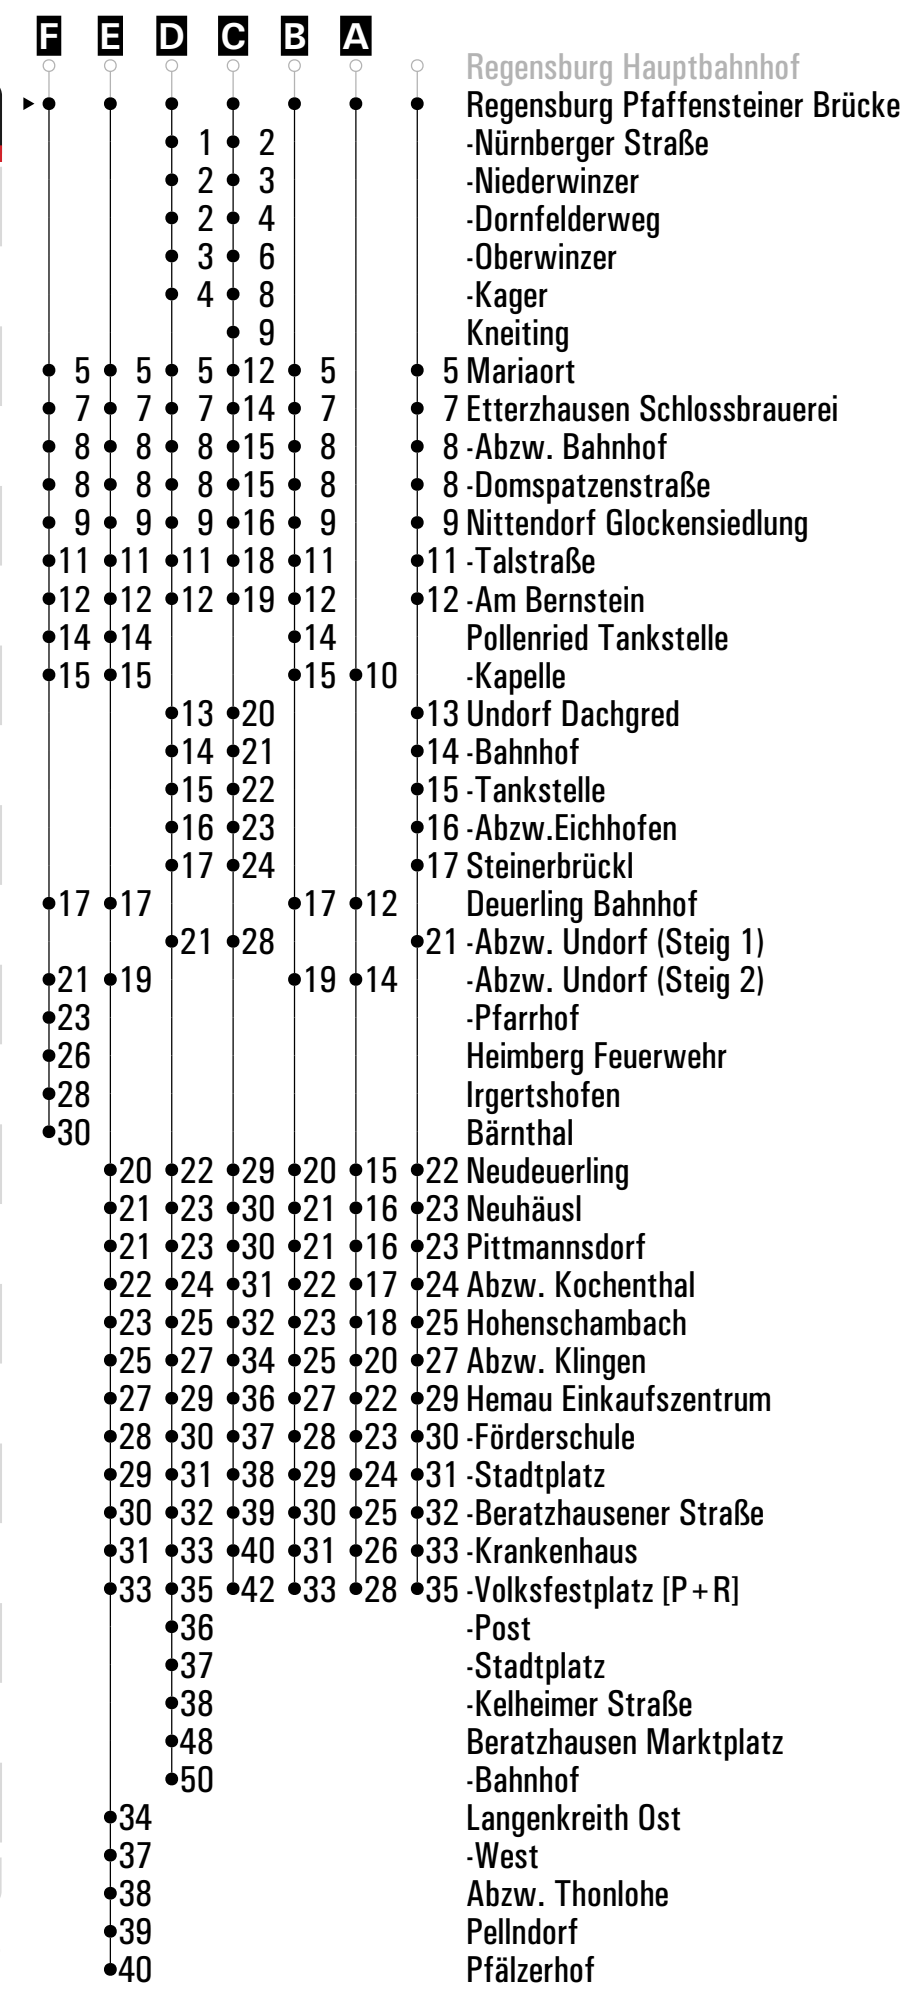 F E D C B A
Regensburg Hauptbahnhof
Regensburg Pfaffensteiner Brücke
1 2 -Nürnberger Straße
2 3 -Niederwinzer
2 4 -Dornfelderweg
3 6 -Oberwinzer
4 8 -Kager
9 Kneiting
5 5 5 12 5 5 Mariaort
7 7 7 14 7 7 Etterzhausen Schlossbrauerei
8 8 8 15 8 8 -Abzw. Bahnhof
8 8 8 15 8 8 -Domspatzenstraße
9 9 9 16 9 9 Nittendorf Glockensiedlung
11 11 11 18 11 11 -Talstraße
12 12 12 19 12 12 -Am Bernstein
14 14 14 Pollenried Tankstelle
15 15 15 10 -Kapelle
13 20 13 Undorf Dachgred
14 21 14 -Bahnhof
15 22 15 -Tankstelle
16 23 16 -Abzw.Eichhofen
17 24 17 Steinerbrückl
17 17 17 12 Deuerling Bahnhof
21 28 21 -Abzw. Undorf (Steig 1)
21 19 19 14 -Abzw. Undorf (Steig 2)
23 -Pfarrhof
26 Heimberg Feuerwehr
28 Irgertshofen
30 Bärnthal
20 22 29 20 15 22 Neudeuerling
21 23 30 21 16 23 Neuhäusl
21 23 30 21 16 23 Pittmannsdorf
22 24 31 22 17 24 Abzw. Kochenthal
23 25 32 23 18 25 Hohenschambach
25 27 34 25 20 27 Abzw. Klingen
27 29 36 27 22 29 Hemau Einkaufszentrum
28 30 37 28 23 30 -Förderschule
29 31 38 29 24 31 -Stadtplatz
30 32 39 30 25 32 -Beratzhausener Straße
31 33 40 31 26 33 -Krankenhaus
33 35 42 33 28 35 -Volksfestplatz [P+R]
36 -Post
37 -Stadtplatz
38 -Kelheimer Straße
48 Beratzhausen Marktplatz
50 -Bahnhof
34 Langenkreith Ost
37 -West
38 Abzw. Thonlohe
39 Pellndorf
40 Pfälzerhof